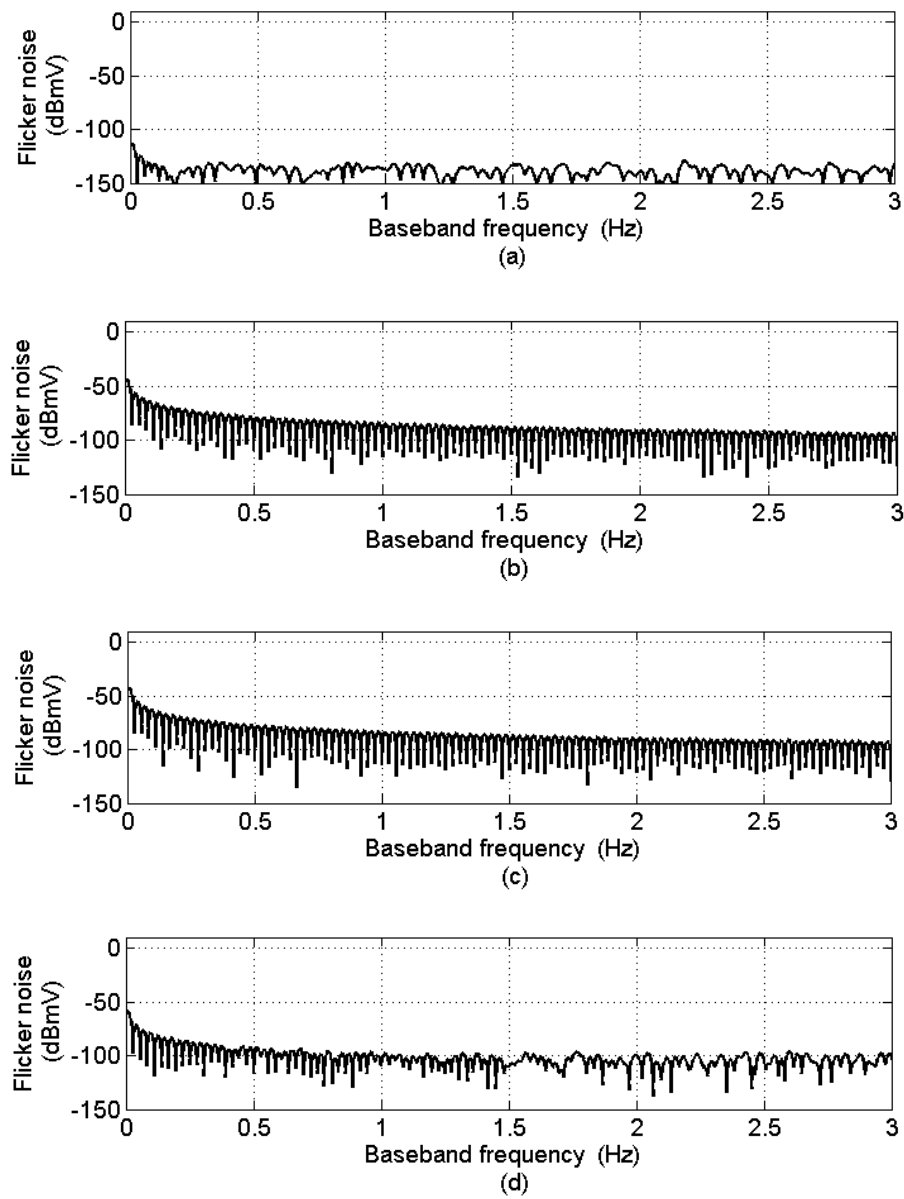 Flicker noise
(dBmV)
0
-50
-100
-150
0 0.5 1 1.5 2 2.5 3
Baseband frequency (Hz)
(a)
Flicker noise
(dBmV)
0
-50
-100
-150
0 0.5 1 1.5 2 2.5 3
Baseband frequency (Hz)
(b)
Flicker noise
(dBmV)
0
-50
-100
-150
0 0.5 1 1.5 2 2.5 3
Baseband frequency (Hz)
(c)
Flicker noise
(dBmV)
0
-50
-100
-150
0 0.5 1 1.5 2 2.5 3
Baseband frequency (Hz)
(d)